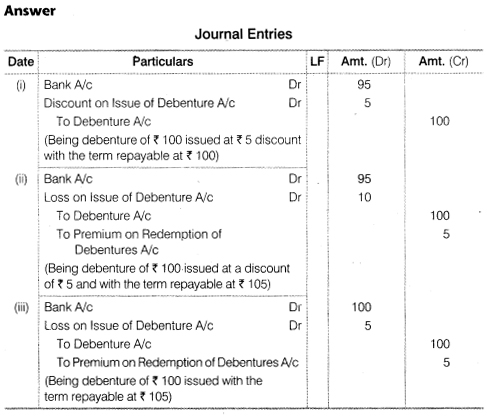 Answer
Journal Entries
Date Particulars LF Amt. (Dr) Amt. (Cr)
(i) Bank A/c Dr 95
Discount on Issue of Debenture A/c Dr 5
To Debenture A/c 100
(Being debenture of ₹ 100 issued at ₹ 5 discount
with the term repayable at ₹ 100)
(ii) Bank A/c Dr 95
Loss on Issue of Debenture A/c Dr 10
To Debenture A/c 100
To Premium on Redemption of 5
Debentures A/c
(Being debenture of ₹ 100 issued at a discount
of ₹ 5 and with the term repayable at ₹ 105)
(iii) Bank A/c Dr 100
Loss on Issue of Debenture A/c Dr 5
To Debenture A/c 100
To Premium on Redemption of Debentures A/c 5
(Being debenture of ₹ 100 issued with the
term repayable at ₹ 105)